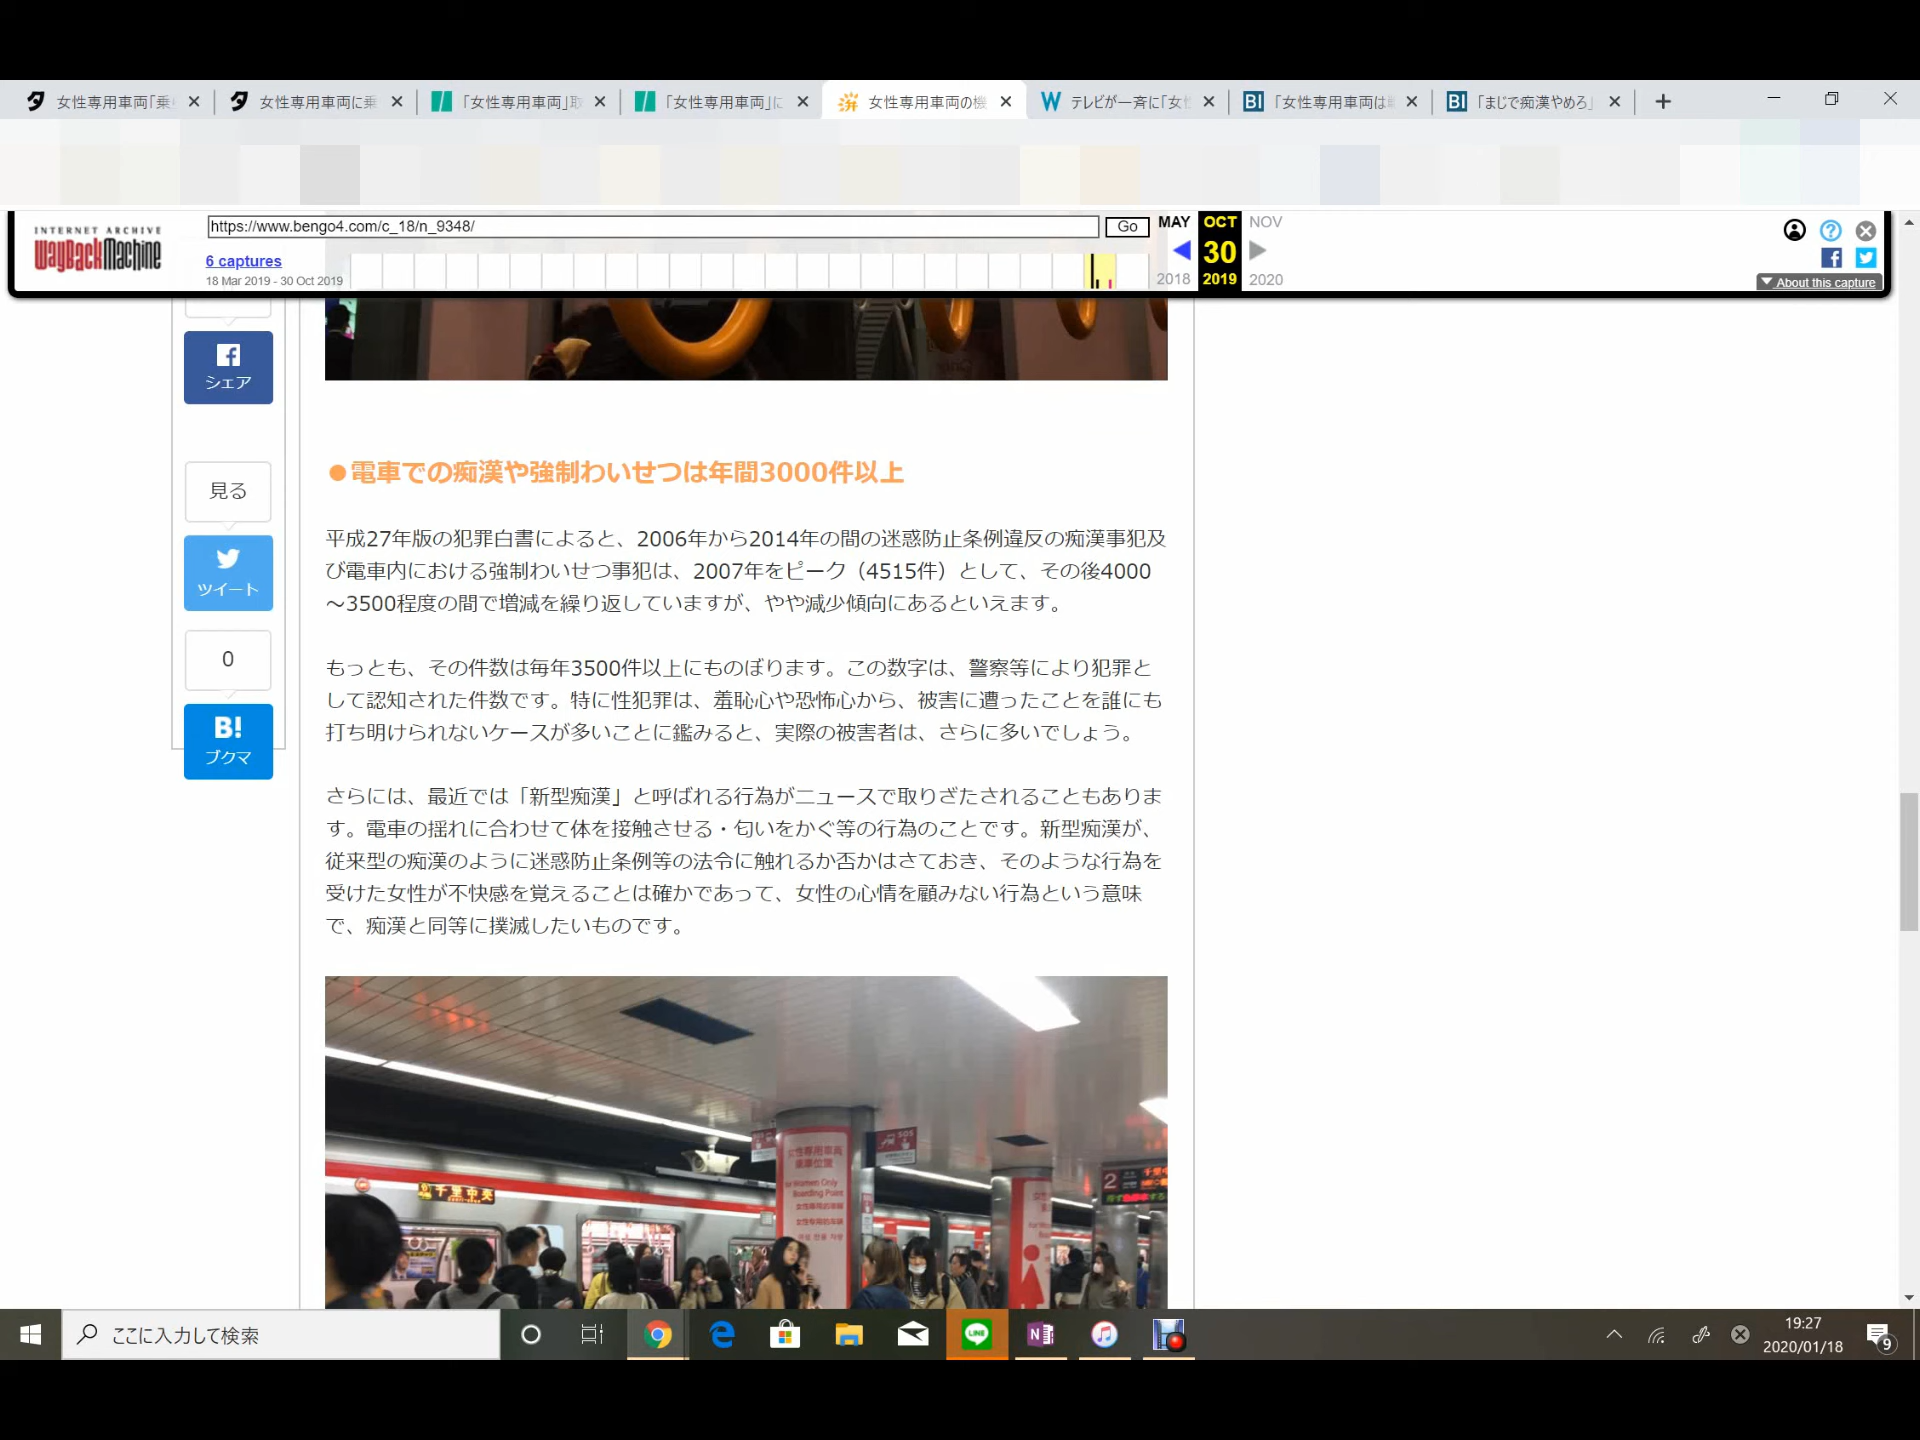 女性専用車両「乗
女性専用車両に乗
「女性専用車両」取
「女性専用車両」に
女性専用車両の機
テレビが一斉に「女性
「女性専用車両は
「まじで痴漢やめろ」
INTERNET ARCHIVE
WayBackMachine
https://www.bengo4.com/c_18/n_9348/
Go
MAY
OCT
NOV
30
6 captures
18 Mar 2019 - 30 Oct 2019
2018
2019
2020
About this capture
シェア
見る
ツイート
0
B!
ブクマ
●電車での痴漢や強制わいせつは年間3000件以上
平成27年版の犯罪白書によると、2006年から2014年の間の迷惑防止条例違反の痴漢事犯及
び電車内における強制わいせつ事犯は、2007年をピーク（4515件）として、その後4000
～3500程度の間で増減を繰り返していますが、やや減少傾向にあるといえます。
もっとも、その件数は毎年3500件以上にものぼります。この数字は、警察等により犯罪と
して認知された件数です。特に性犯罪は、羞恥心や恐怖心から、被害に遭ったことを誰にも
打ち明けられないケースが多いことに鑑みると、実際の被害者は、さらに多いでしょう。
さらには、最近では「新型痴漢」と呼ばれる行為がニュースで取りざたされることもありま
す。電車の揺れに合わせて体を接触させる・匂いをかぐ等の行為のことです。新型痴漢が、
従来型の痴漢のように迷惑防止条例等の法令に触れるか否かはさておき、そのような行為を
受けた女性が不快感を覚えることは確かであって、女性の心情を顧みない行為という意味
で、痴漢と同等に撲滅したいものです。
SOS
女性専用車両
乗車位置
for Women Only
Boarding Point
千里中央
2
ここに入力して検索
LINE
19:27
2020/01/18
9